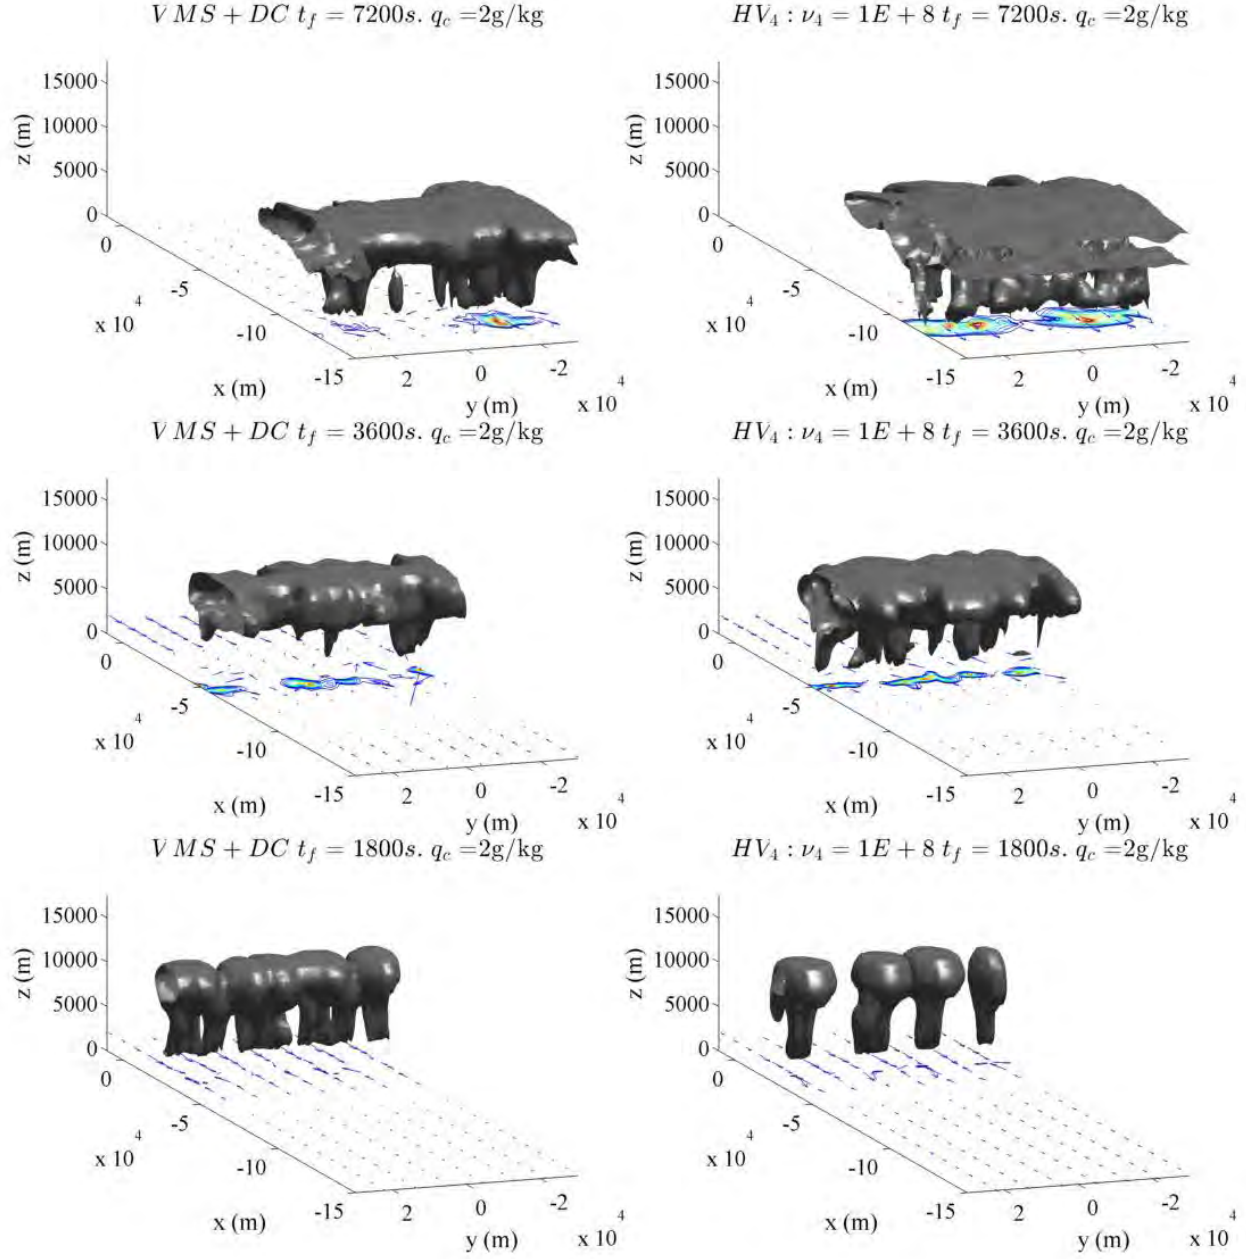 VMS + DC t_f = 7200s. q_c =2g/kg
HV_4 : ν_4 = 1E + 8 t_f = 7200s. q_c =2g/kg
15000
10000
5000
0
z (m)
0
-5
-10
-15
x 10^4
x (m)
2
0
-2
y (m)
x 10^4
15000
10000
5000
0
z (m)
0
-5
-10
-15
x 10^4
x (m)
2
0
-2
y (m)
x 10^4
VMS + DC t_f = 3600s. q_c =2g/kg
HV_4 : ν_4 = 1E + 8 t_f = 3600s. q_c =2g/kg
15000
10000
5000
0
z (m)
0
-5
-10
-15
x 10^4
x (m)
2
0
-2
y (m)
x 10^4
15000
10000
5000
0
z (m)
0
-5
-10
-15
x 10^4
x (m)
2
0
-2
y (m)
x 10^4
VMS + DC t_f = 1800s. q_c =2g/kg
HV_4 : ν_4 = 1E + 8 t_f = 1800s. q_c =2g/kg
15000
10000
5000
0
z (m)
0
-5
-10
-15
x 10^4
x (m)
2
0
-2
y (m)
x 10^4
15000
10000
5000
0
z (m)
0
-5
-10
-15
x 10^4
x (m)
2
0
-2
y (m)
x 10^4